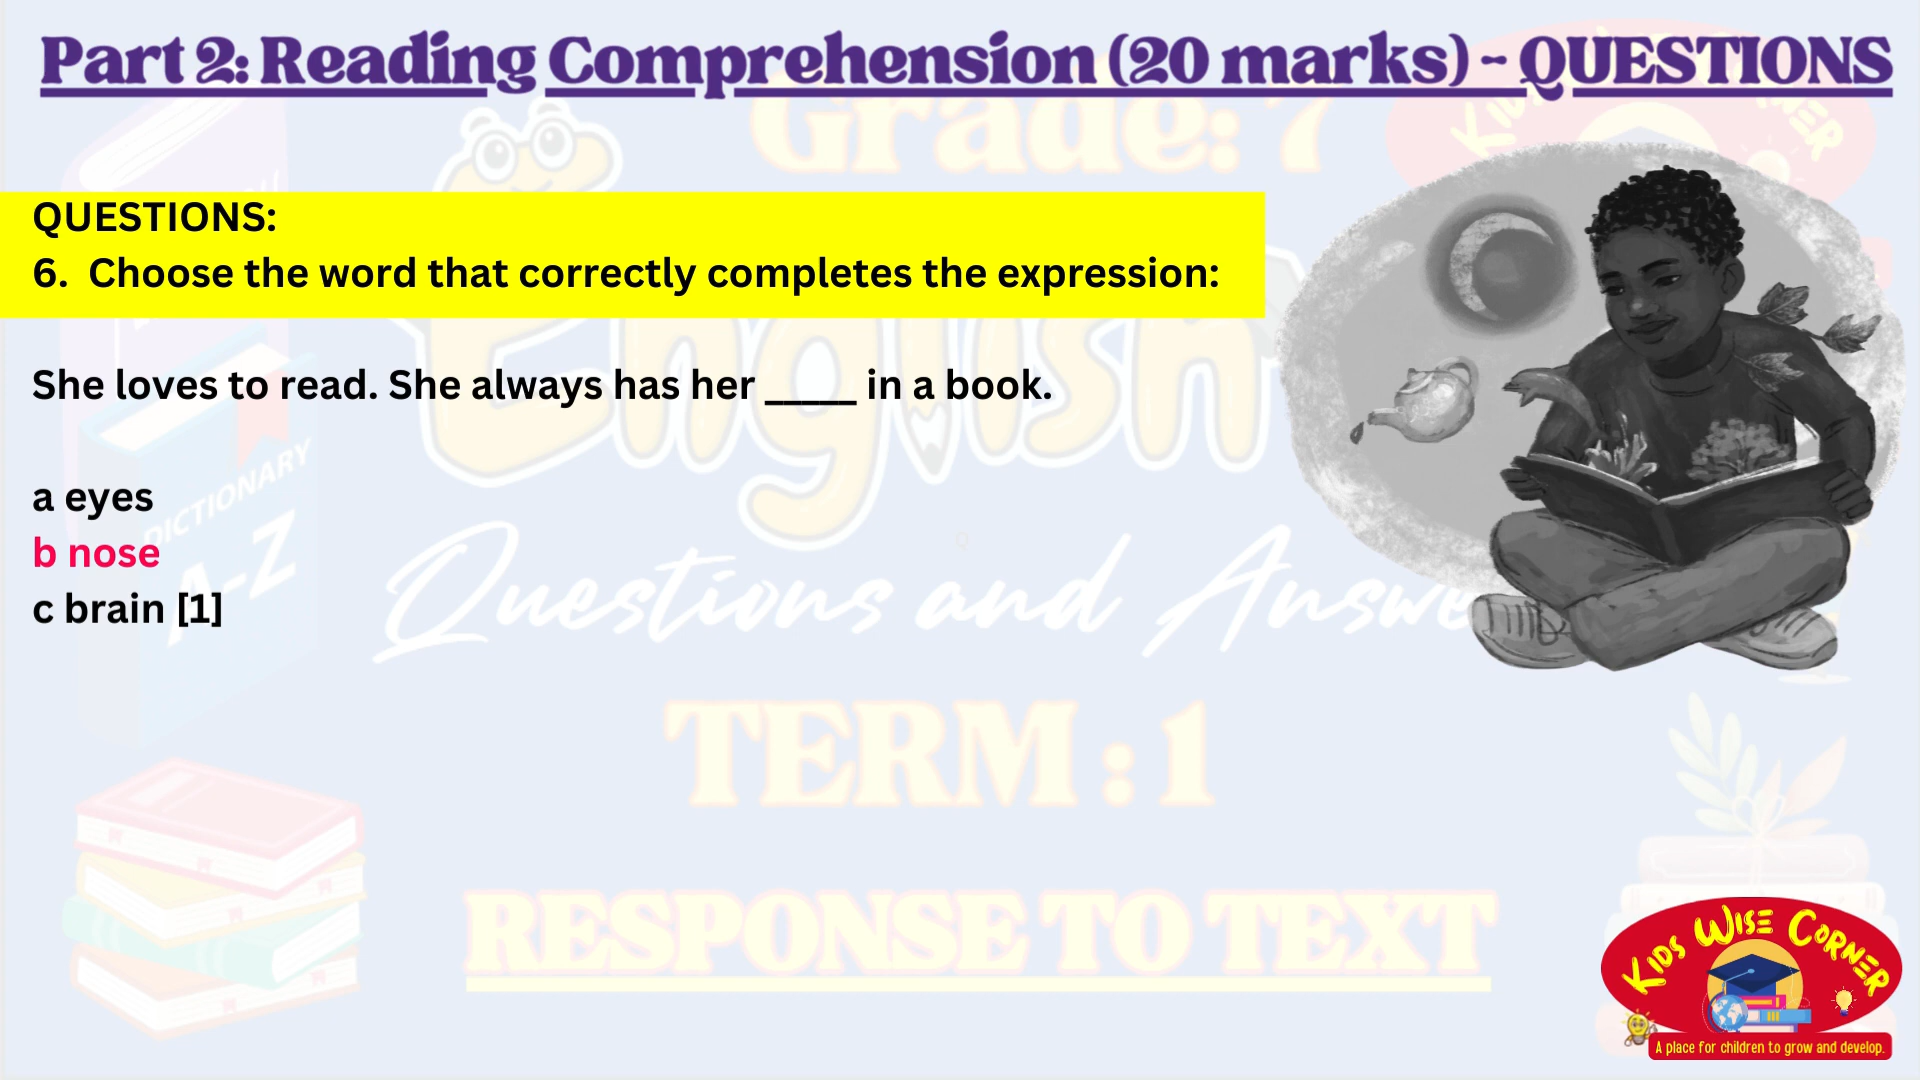 Part 2: Reading Comprehension (20 marks) - QUESTIONS
Grade: 7
QUESTIONS:
6. Choose the word that correctly completes the expression:
English
She loves to read. She always has her _____ in a book.
a eyes
b nose
c brain [1]
DICTIONARY
A-Z
Questions and Answe
TERM : 1
RESPONSE TO TEXT
KIDS WISE CORNER
A place for children to grow and develop.